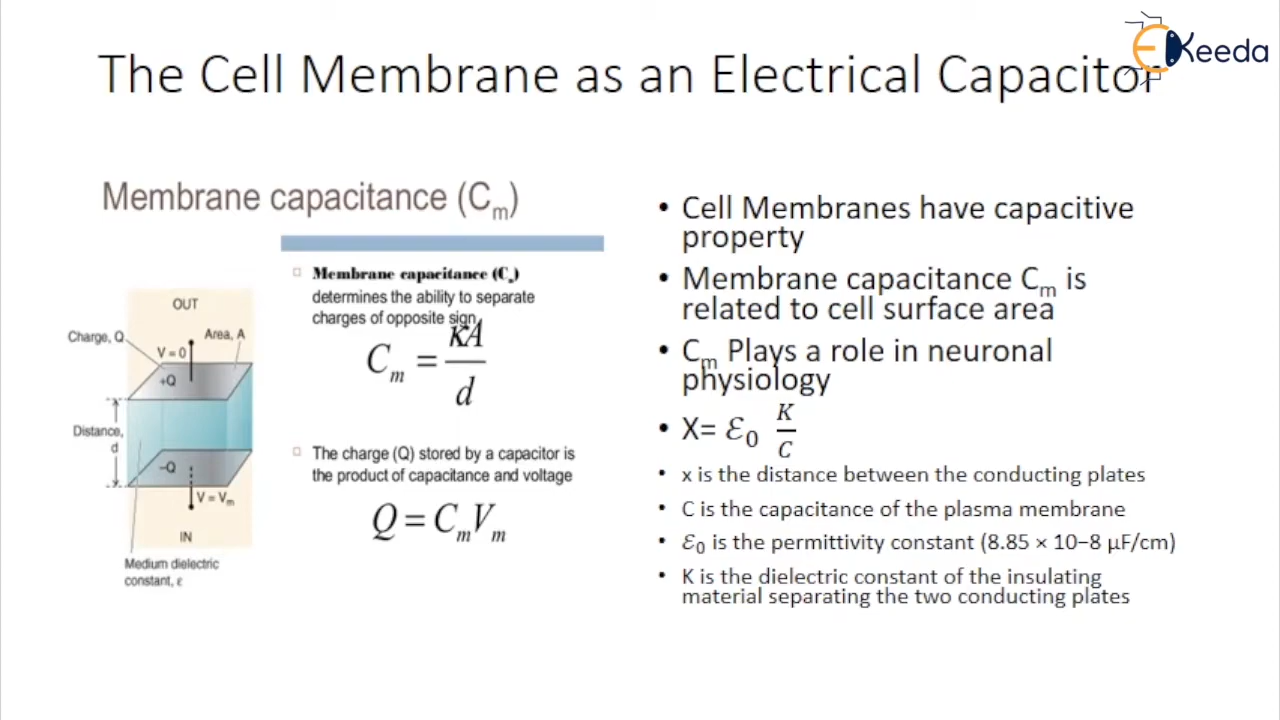 EKeeda
The Cell Membrane as an Electrical Capacitor
Membrane capacitance (Cm)
Membrane capacitance (Cm)
determines the ability to separate
charges of opposite sign
Cm = κA/d
The charge (Q) stored by a capacitor is
the product of capacitance and voltage
Q = CmVm
OUT
Charge, Q
Area, A
V = 0
+Q
Distance,
d
−Q
V = Vm
IN
Medium dielectric
constant, ε
• Cell Membranes have capacitive
property
• Membrane capacitance Cm is
related to cell surface area
• Cm Plays a role in neuronal
physiology
• X= ℰ0 K/C
• x is the distance between the conducting plates
• C is the capacitance of the plasma membrane
• ℰ0 is the permittivity constant (8.85 × 10−8 μF/cm)
• K is the dielectric constant of the insulating
material separating the two conducting plates